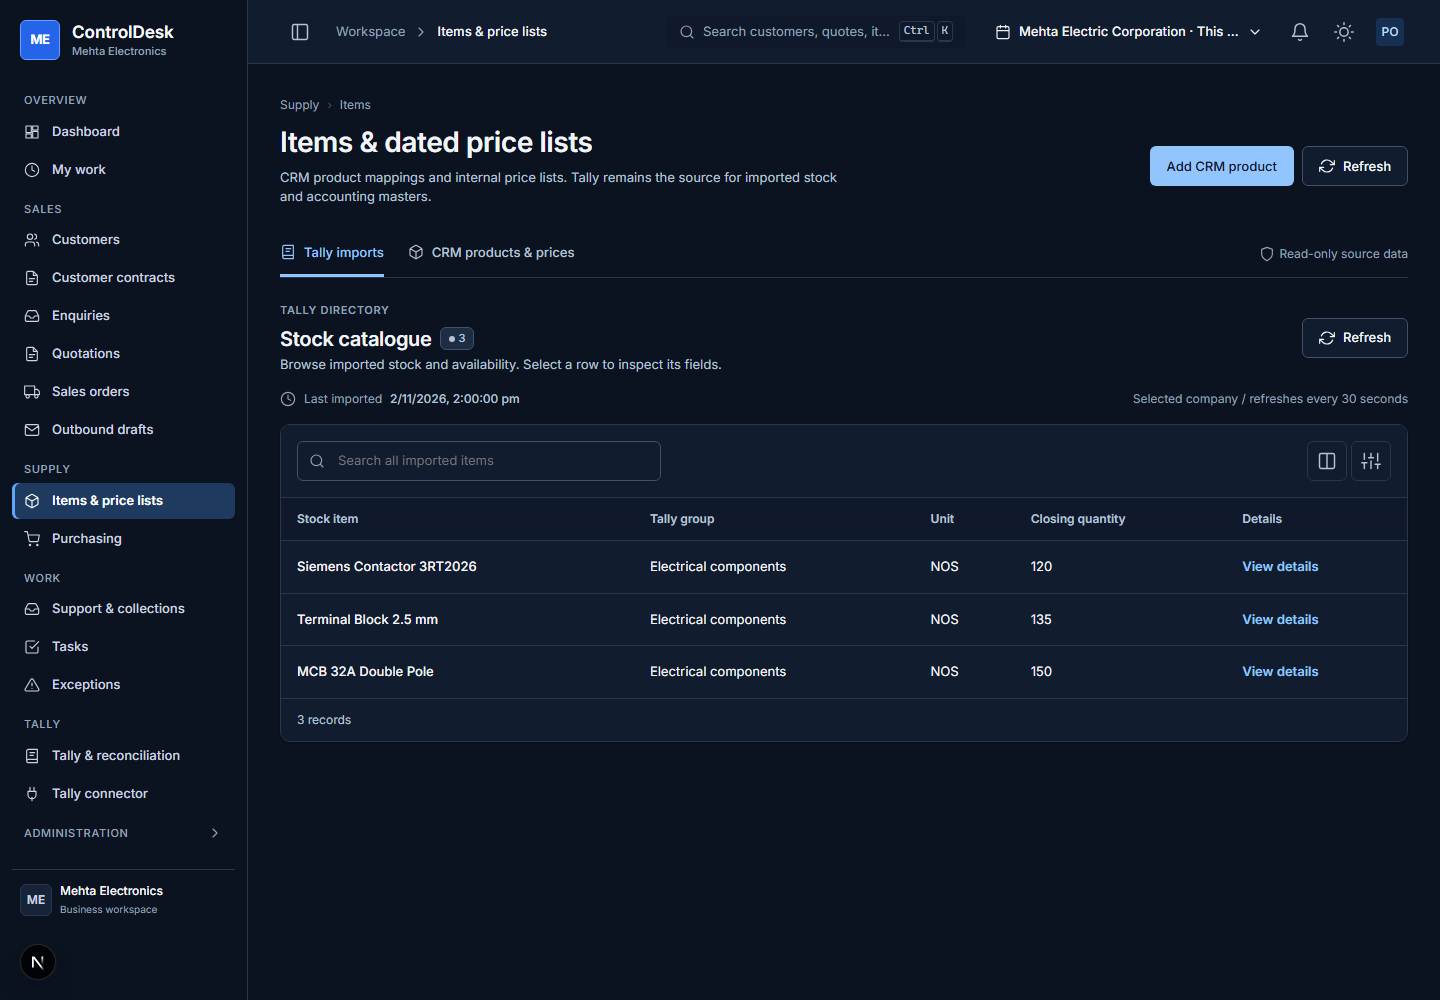 ME
ControlDesk
Mehta Electronics
OVERVIEW
Dashboard
My work
SALES
Customers
Customer contracts
Enquiries
Quotations
Sales orders
Outbound drafts
SUPPLY
Items & price lists
Purchasing
WORK
Support & collections
Tasks
Exceptions
TALLY
Tally & reconciliation
Tally connector
ADMINISTRATION
ME
Mehta Electronics
Business workspace
N
Workspace > Items & price lists
Search customers, quotes, it... Ctrl K
Mehta Electric Corporation · This ...
PO
Supply > Items
Items & dated price lists
CRM product mappings and internal price lists. Tally remains the source for imported stock
and accounting masters.
Add CRM product
Refresh
Tally imports
CRM products & prices
Read-only source data
TALLY DIRECTORY
Stock catalogue 3
Browse imported stock and availability. Select a row to inspect its fields.
Refresh
Last imported 2/11/2026, 2:00:00 pm
Selected company / refreshes every 30 seconds
Search all imported items
Stock item Tally group Unit Closing quantity Details
Siemens Contactor 3RT2026 Electrical components NOS 120 View details
Terminal Block 2.5 mm Electrical components NOS 135 View details
MCB 32A Double Pole Electrical components NOS 150 View details
3 records